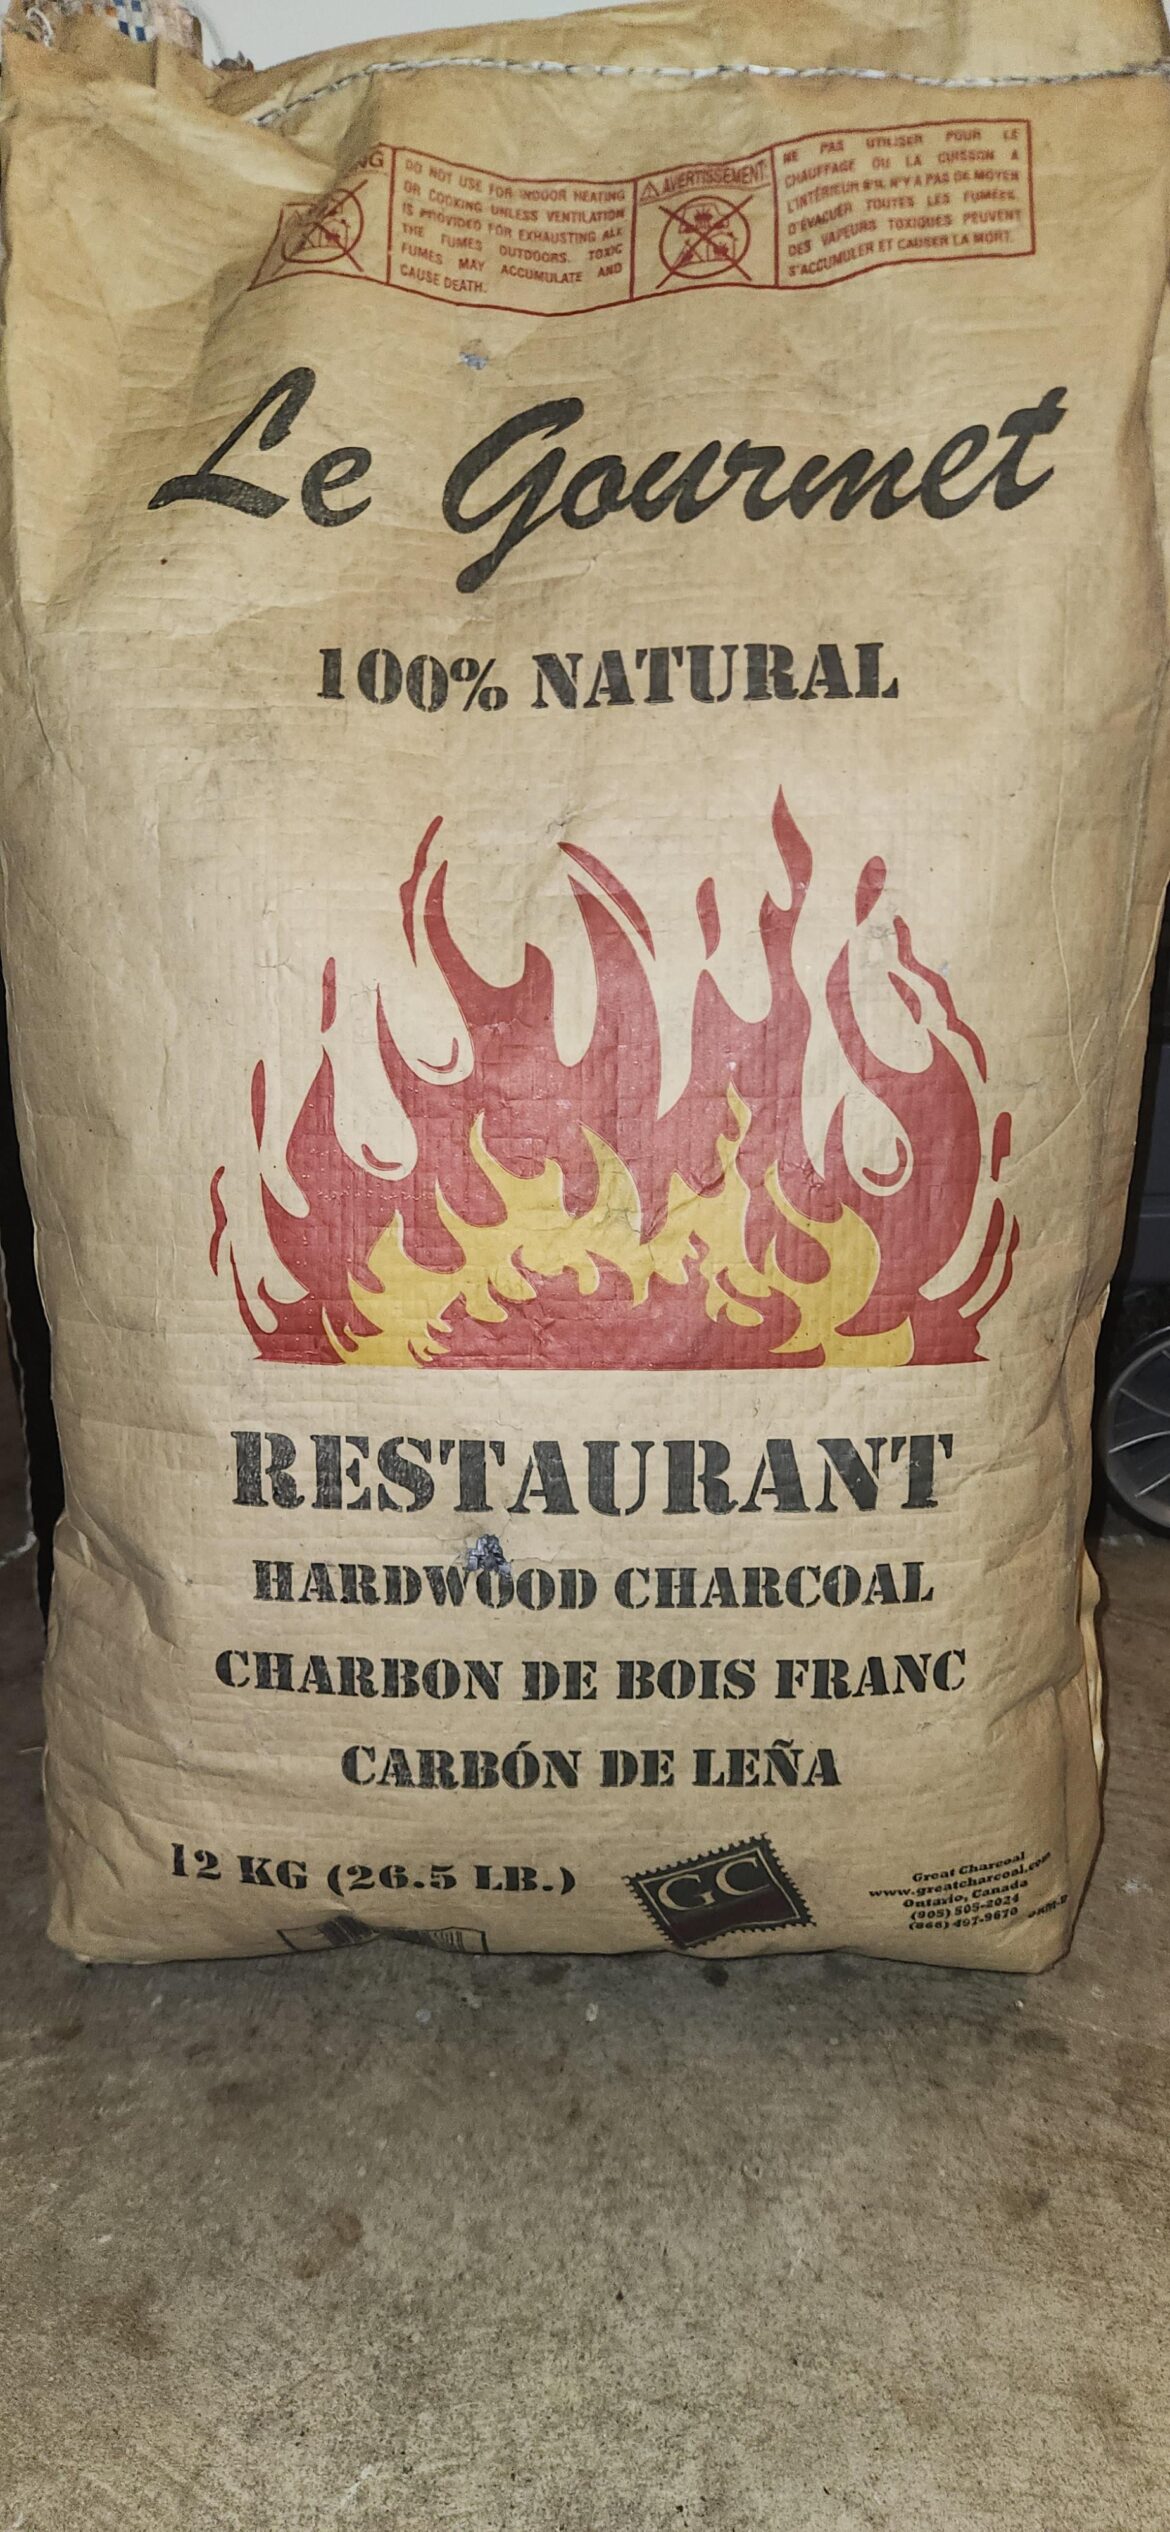 DO NOT USE FOR INDOOR HEATING
OR COOKING UNLESS VENTILATION
IS PROVIDED FOR EXHAUSTING ALL
THE FUMES OUTDOORS. TOXIC
FUMES MAY ACCUMULATE AND
CAUSE DEATH.
AVERTISSEMENT:
NE PAS UTILISER POUR LE
CHAUFFAGE OU LA CUISSON A
L'INTÉRIEUR S'IL N'Y A PAS DE MOYEN
D'ÉVACUER TOUTES LES FUMÉES.
DES VAPEURS TOXIQUES PEUVENT
S'ACCUMULER ET CAUSER LA MORT.
Le Gourmet
100% NATURAL
RESTAURANT
HARDWOOD CHARCOAL
CHARBON DE BOIS FRANC
CARBÓN DE LEÑA
12 KG (26.5 LB.)
GC
Great Charcoal
www.greatcharcoal.com
Ontario, Canada
(905) 505-2024
(866) 497-9670